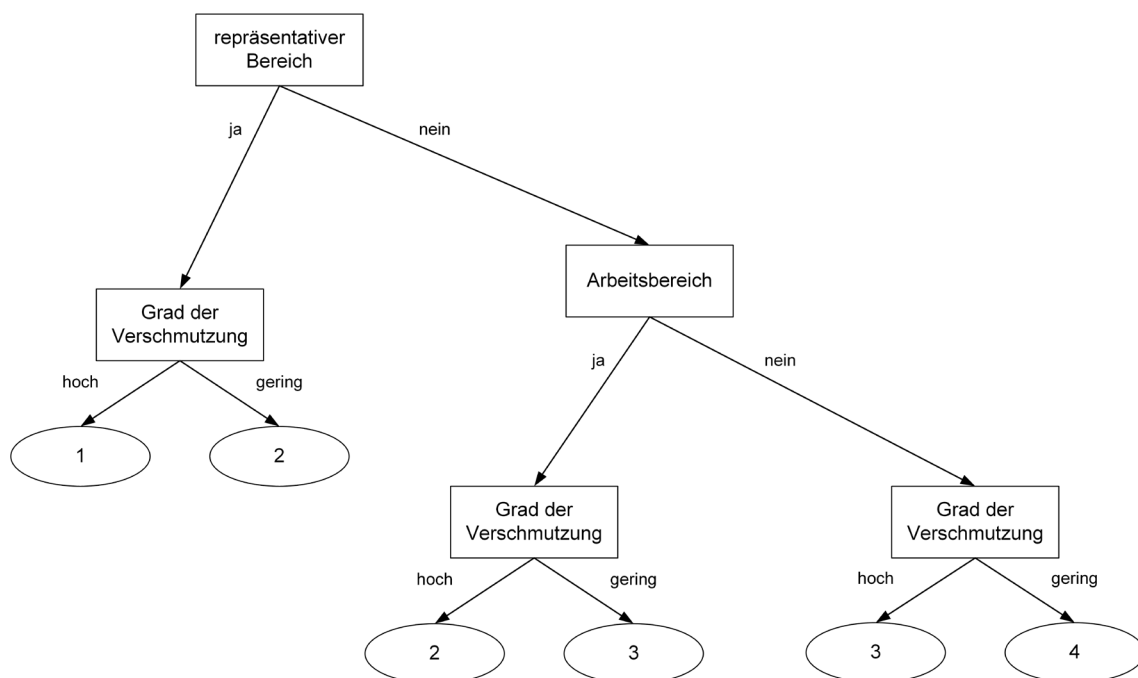 repräsentativer
Bereich
ja
nein
Arbeitsbereich
Grad der
Verschmutzung
hoch
gering
ja
nein
1
2
Grad der
Verschmutzung
Grad der
Verschmutzung
hoch
gering
hoch
gering
2
3
3
4